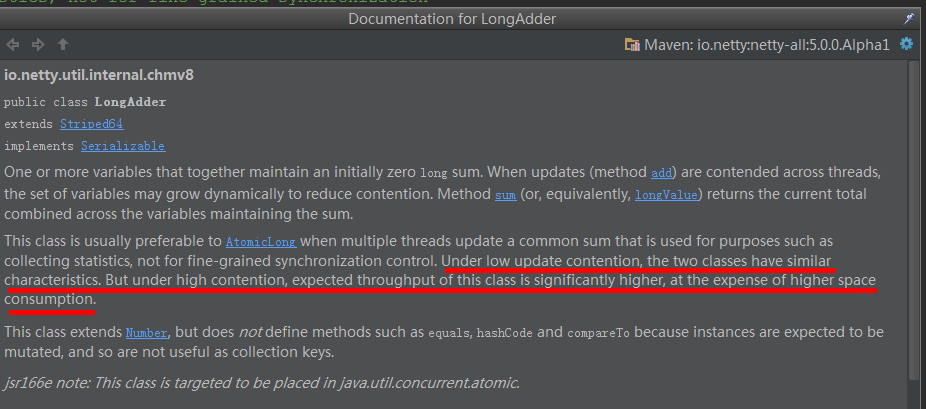 Documentation for LongAdder
Maven: io.netty:netty-all:5.0.0.Alpha1
io.netty.util.internal.chmv8
public class LongAdder
extends Striped64
implements Serializable
One or more variables that together maintain an initially zero long sum. When updates (method add) are contended across threads,
the set of variables may grow dynamically to reduce contention. Method sum (or, equivalently, longValue) returns the current total
combined across the variables maintaining the sum.
This class is usually preferable to AtomicLong when multiple threads update a common sum that is used for purposes such as
collecting statistics, not for fine-grained synchronization control. Under low update contention, the two classes have similar
characteristics. But under high contention, expected throughput of this class is significantly higher, at the expense of higher space
consumption.
This class extends Number, but does not define methods such as equals, hashCode and compareTo because instances are expected to be
mutated, and so are not useful as collection keys.
jsr166e note: This class is targeted to be placed in java.util.concurrent.atomic.